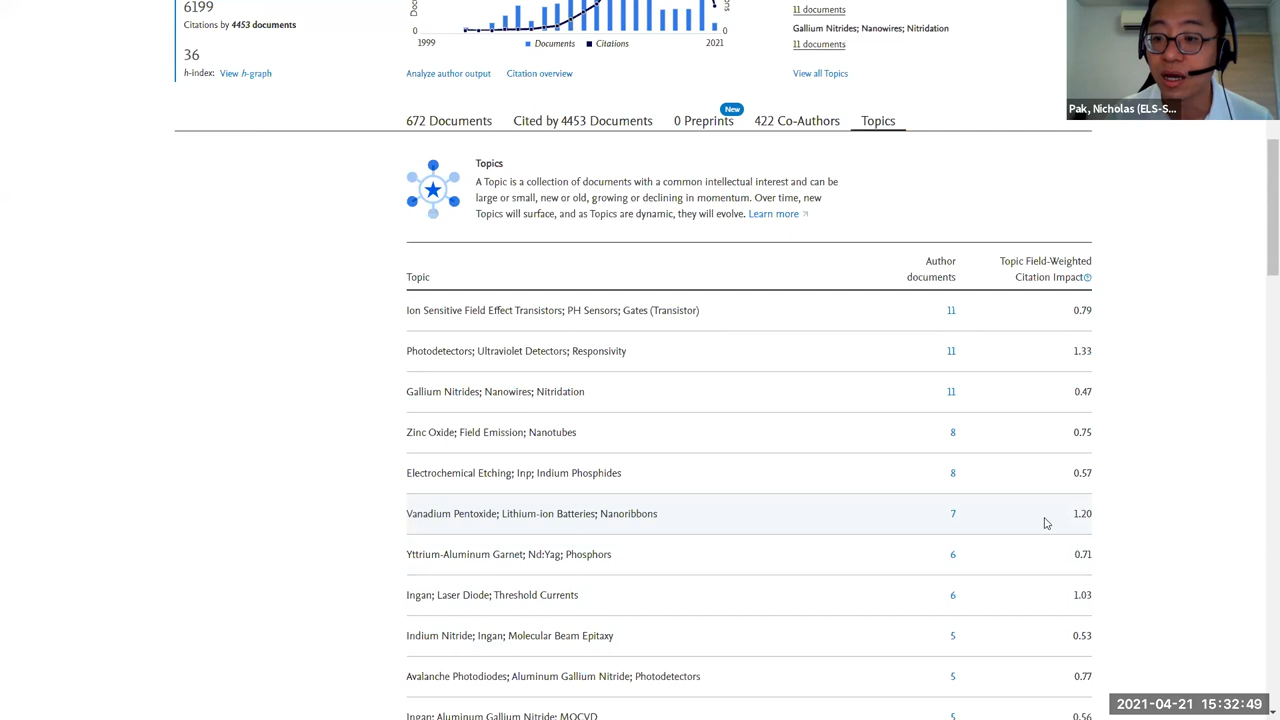 6199
Citations by 4453 documents
36
h-index: View h-graph
0
0
1999
2021
Documents
Citations
Analyze author output
Citation overview
11 documents
Gallium Nitrides; Nanowires; Nitridation
11 documents
View all Topics
Pak, Nicholas (ELS-S...
New
672 Documents
Cited by 4453 Documents
0 Preprints
422 Co-Authors
Topics
Topics
A Topic is a collection of documents with a common intellectual interest and can be
large or small, new or old, growing or declining in momentum. Over time, new
Topics will surface, and as Topics are dynamic, they will evolve. Learn more
Topic
Author
documents
Topic Field-Weighted
Citation Impact
Ion Sensitive Field Effect Transistors; PH Sensors; Gates (Transistor) 11 0.79
Photodetectors; Ultraviolet Detectors; Responsivity 11 1.33
Gallium Nitrides; Nanowires; Nitridation 11 0.47
Zinc Oxide; Field Emission; Nanotubes 8 0.75
Electrochemical Etching; Inp; Indium Phosphides 8 0.57
Vanadium Pentoxide; Lithium-ion Batteries; Nanoribbons 7 1.20
Yttrium-Aluminum Garnet; Nd:Yag; Phosphors 6 0.71
Ingan; Laser Diode; Threshold Currents 6 1.03
Indium Nitride; Ingan; Molecular Beam Epitaxy 5 0.53
Avalanche Photodiodes; Aluminum Gallium Nitride; Photodetectors 5 0.77
Ingan; Aluminum Gallium Nitride; MOCVD 5 0.56
2021-04-21 15:32:49